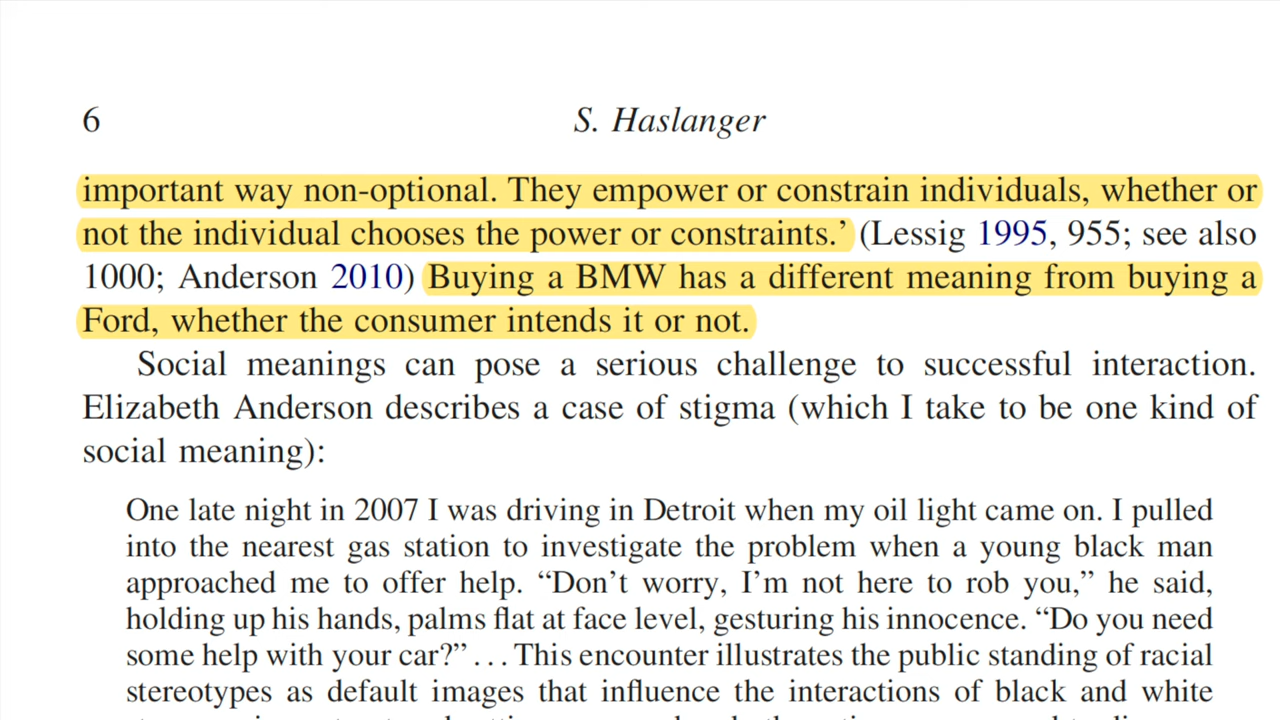 6
S. Haslanger
important way non-optional. They empower or constrain individuals, whether or
not the individual chooses the power or constraints.’ (Lessig 1995, 955; see also
1000; Anderson 2010) Buying a BMW has a different meaning from buying a
Ford, whether the consumer intends it or not.
Social meanings can pose a serious challenge to successful interaction.
Elizabeth Anderson describes a case of stigma (which I take to be one kind of
social meaning):
One late night in 2007 I was driving in Detroit when my oil light came on. I pulled
into the nearest gas station to investigate the problem when a young black man
approached me to offer help. “Don’t worry, I’m not here to rob you,” he said,
holding up his hands, palms flat at face level, gesturing his innocence. “Do you need
some help with your car?” . . . This encounter illustrates the public standing of racial
stereotypes as default images that influence the interactions of black and white